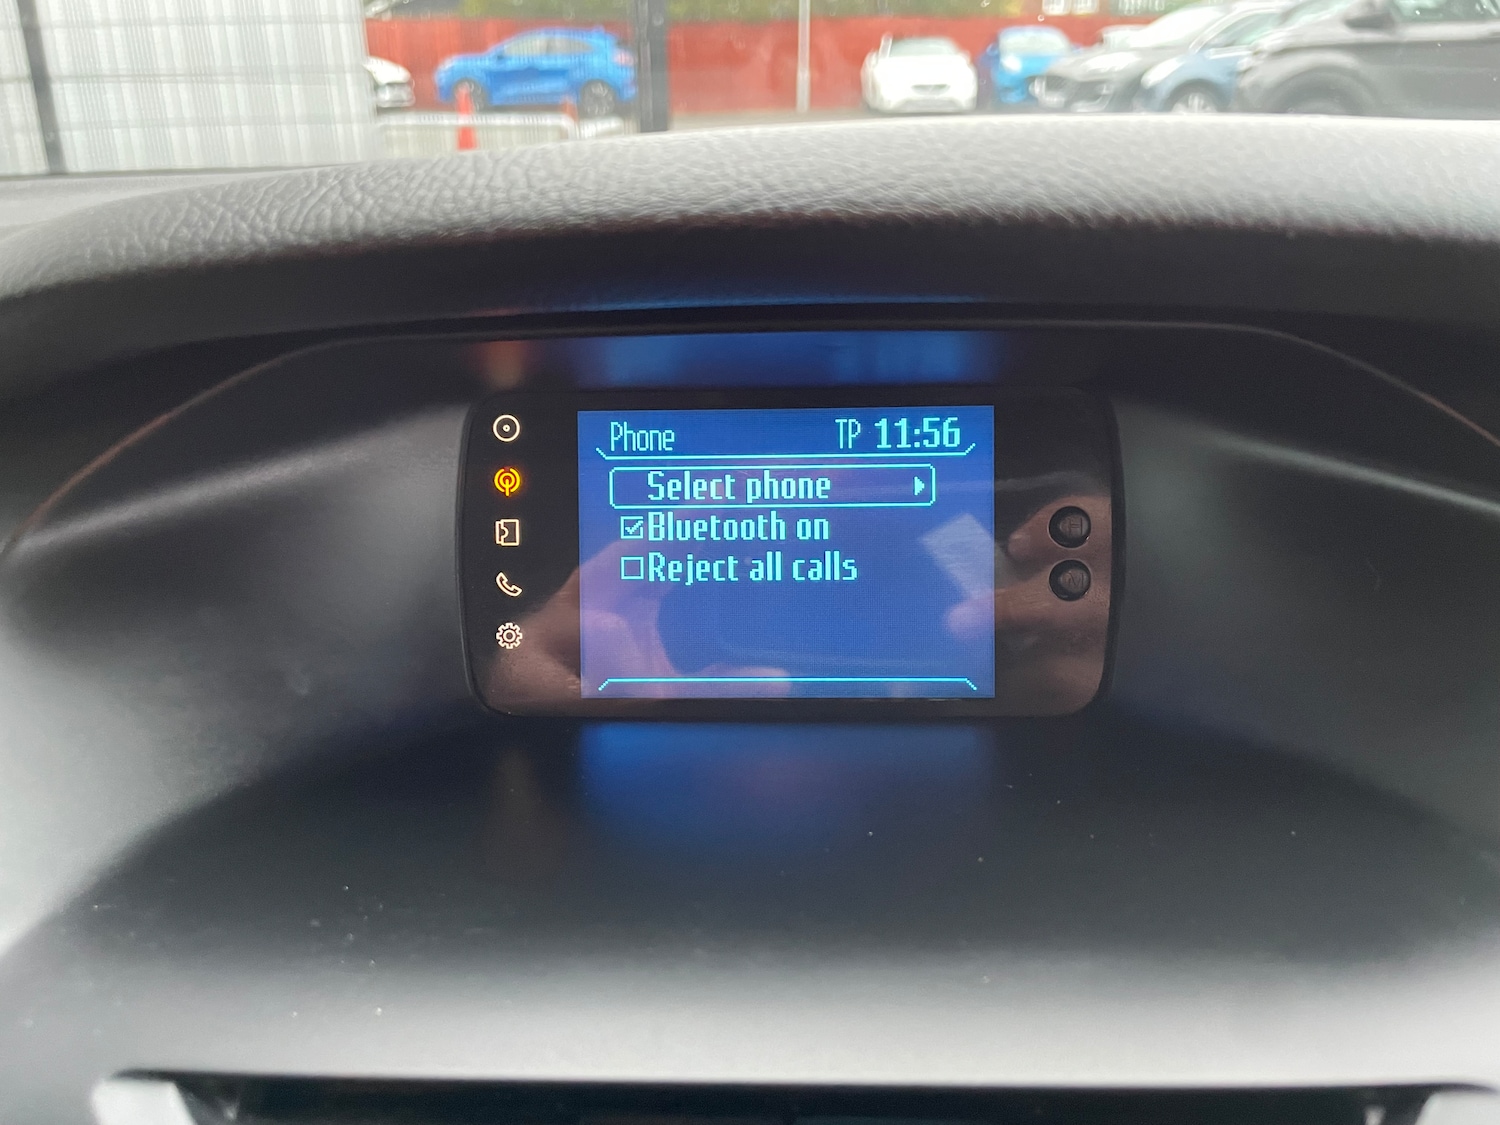 Phone TP 11:56
Select phone
Bluetooth on
Reject all calls